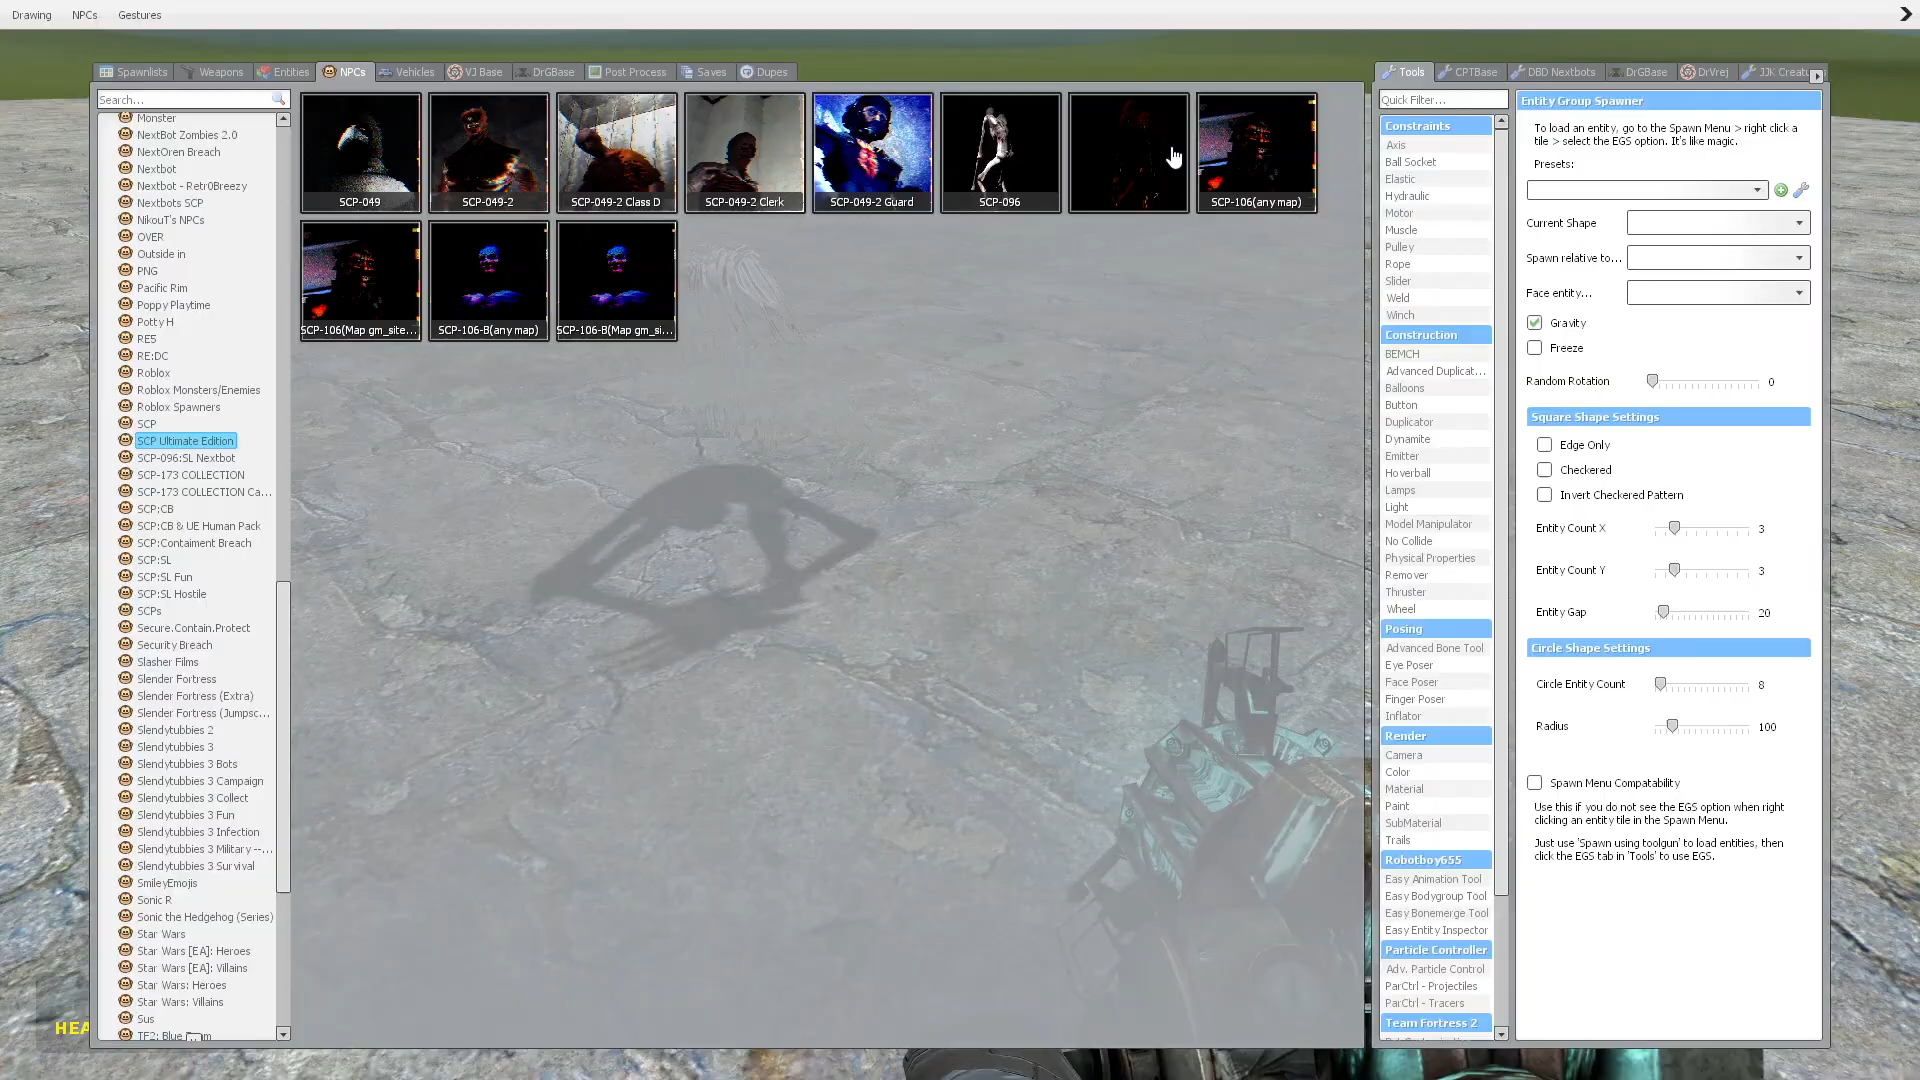 Drawing NPCs Gestures
Spawnlists Weapons Entities NPCs Vehicles VJ Base DrGBase Post Process Saves Dupes
Search...
Monster
NextBot Zombies 2.0
NextOren Breach
Nextbot
Nextbot - Retr0Breezy
Nextbots SCP
NikouT's NPCs
OVER
Outside in
PNG
Pacific Rim
Poppy Playtime
Potty H
RE5
RE:DC
Roblox
Roblox Monsters/Enemies
Roblox Spawners
SCP
SCP Ultimate Edition
SCP-096:SL Nextbot
SCP-173 COLLECTION
SCP-173 COLLECTION Ca...
SCP:CB
SCP:CB & UE Human Pack
SCP:Contaiment Breach
SCP:SL
SCP:SL Fun
SCP:SL Hostile
SCPs
Secure.Contain.Protect
Security Breach
Slasher Films
Slender Fortress
Slender Fortress (Extra)
Slender Fortress (Jumpsc...
Slendytubbies 2
Slendytubbies 3
Slendytubbies 3 Bots
Slendytubbies 3 Campaign
Slendytubbies 3 Collect
Slendytubbies 3 Fun
Slendytubbies 3 Infection
Slendytubbies 3 Military --...
Slendytubbies 3 Survival
SmileyEmojis
Sonic R
Sonic the Hedgehog (Series)
Star Wars
Star Wars [EA]: Heroes
Star Wars [EA]: Villains
Star Wars: Heroes
Star Wars: Villains
Sus
TF2: Blue
HEA
SCP-049 SCP-049-2 SCP-049-2 Class D SCP-049-2 Clerk SCP-049-2 Guard SCP-096 SCP-106(any map)
SCP-106(Map gm_site... SCP-106-B(any map) SCP-106-B(Map gm_si...
Tools CPTBase DBD Nextbots DrGBase DrVrej JJK Creatu
Quick Filter...
Constraints
Axis
Ball Socket
Elastic
Hydraulic
Motor
Muscle
Pulley
Rope
Slider
Weld
Winch
Construction
BEMCH
Advanced Duplicat...
Balloons
Button
Duplicator
Dynamite
Emitter
Hoverball
Lamps
Light
Model Manipulator
No Collide
Physical Properties
Remover
Thruster
Wheel
Posing
Advanced Bone Tool
Eye Poser
Face Poser
Finger Poser
Inflator
Render
Camera
Color
Material
Paint
SubMaterial
Trails
Robotboy655
Easy Animation Tool
Easy Bodygroup Tool
Easy Bonemerge Tool
Easy Entity Inspector
Particle Controller
Adv. Particle Control
ParCtrl - Projectiles
ParCtrl - Tracers
Team Fortress 2
Entity Group Spawner
To load an entity, go to the Spawn Menu > right click a
tile > select the EGS option. It's like magic.
Presets:
Current Shape
Spawn relative to...
Face entity...
Gravity
Freeze
Random Rotation 0
Square Shape Settings
Edge Only
Checkered
Invert Checkered Pattern
Entity Count X 3
Entity Count Y 3
Entity Gap 20
Circle Shape Settings
Circle Entity Count 8
Radius 100
Spawn Menu Compatability
Use this if you do not see the EGS option when right
clicking an entity tile in the Spawn Menu.
Just use 'Spawn using toolgun' to load entities, then
click the EGS tab in 'Tools' to use EGS.